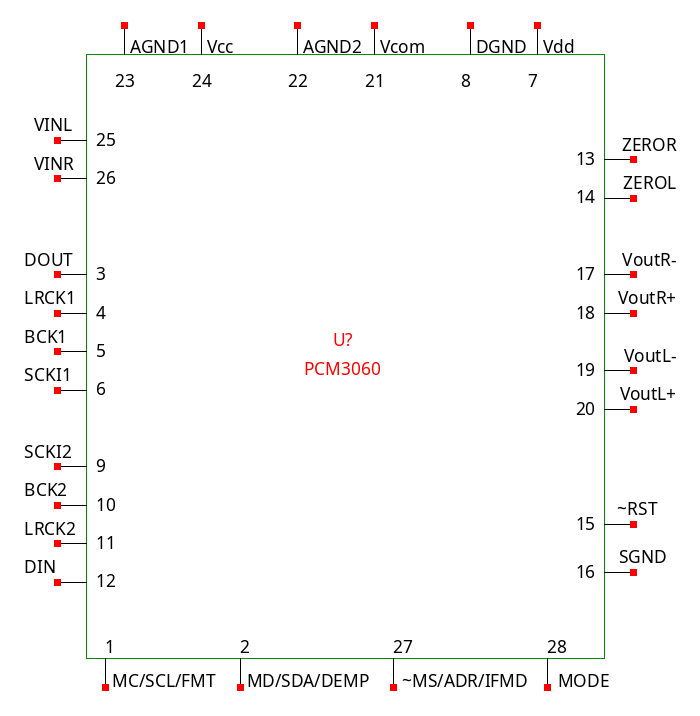 AGND1 Vcc AGND2 Vcom DGND Vdd
23 24 22 21 8 7
VINL 25
VINR 26
13 ZEROR
14 ZEROL
DOUT 3
LRCK1 4
BCK1 5
SCKI1 6
17 VoutR-
18 VoutR+
19 VoutL-
20 VoutL+
U?
PCM3060
SCKI2 9
BCK2 10
LRCK2 11
DIN 12
15 ~RST
16 SGND
1 2 27 28
MC/SCL/FMT MD/SDA/DEMP ~MS/ADR/IFMD MODE